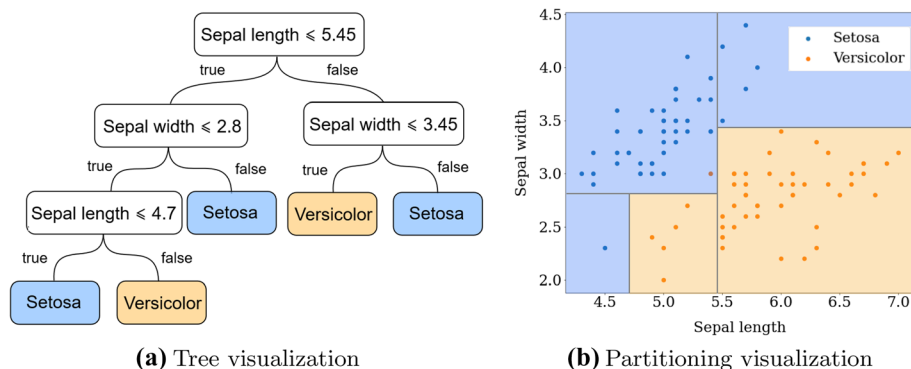 Sepal length ⩽ 5.45
true
false
Sepal width ⩽ 2.8
Sepal width ⩽ 3.45
true
false
true
false
Sepal length ⩽ 4.7
Setosa
Versicolor
Setosa
true
false
Setosa
Versicolor
(a) Tree visualization
4.5
4.0
3.5
3.0
2.5
2.0
Sepal width
Setosa
Versicolor
4.5 5.0 5.5 6.0 6.5 7.0
Sepal length
(b) Partitioning visualization